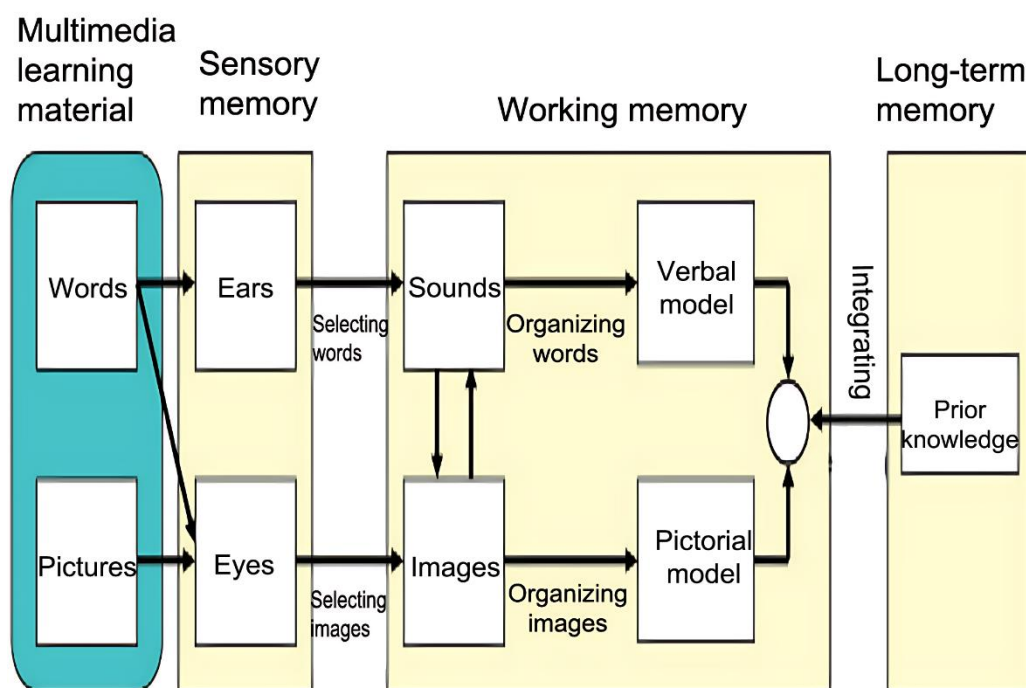 Multimedia
learning
material
Sensory
memory
Working memory
Long-term
memory
Words
Ears
Selecting
words
Sounds
Organizing
words
Verbal
model
Integrating
Prior
knowledge
Pictures
Eyes
Selecting
images
Images
Organizing
images
Pictorial
model